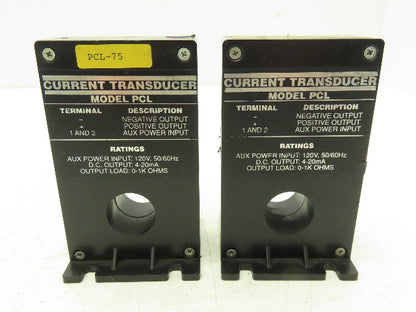 PCL-75
CURRENT TRANSDUCER
MODEL PCL
TERMINAL DESCRIPTION
- NEGATIVE OUTPUT
+ POSITIVE OUTPUT
1 AND 2 AUX POWER INPUT
RATINGS
AUX POWER INPUT: 120V, 50/60Hz
D.C. OUTPUT: 4-20mA
OUTPUT LOAD: 0-1K OHMS
CURRENT TRANSDUCER
MODEL PCL
TERMINAL DESCRIPTION
- NEGATIVE OUTPUT
+ POSITIVE OUTPUT
1 AND 2 AUX POWER INPUT
RATINGS
AUX POWER INPUT: 120V, 50/60Hz
D.C. OUTPUT: 4-20mA
OUTPUT LOAD: 0-1K OHMS